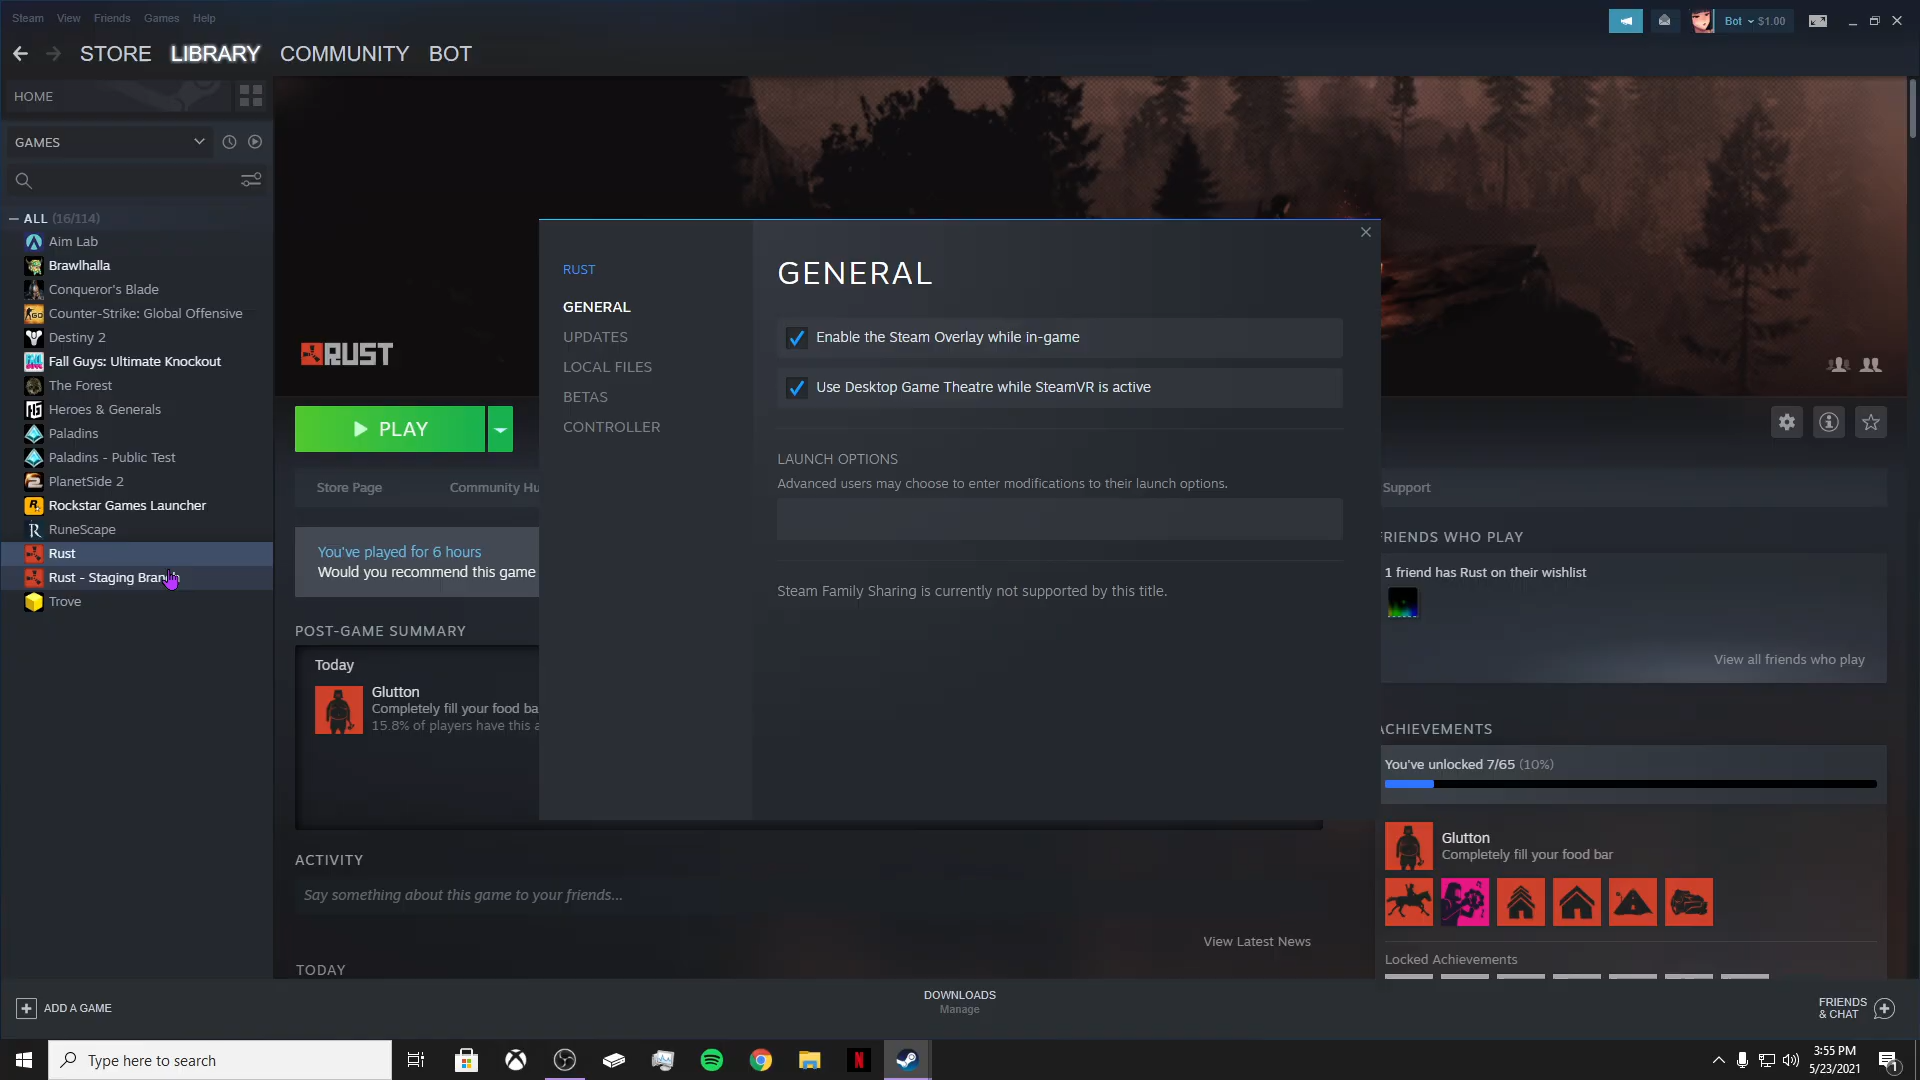 Steam View Friends Games Help
Bot $1.00
STORE LIBRARY COMMUNITY BOT
HOME
GAMES
ALL (16/114)
Aim Lab
Brawlhalla
Conqueror's Blade
Counter-Strike: Global Offensive
Destiny 2
Fall Guys: Ultimate Knockout
The Forest
Heroes & Generals
Paladins
Paladins - Public Test
PlanetSide 2
Rockstar Games Launcher
RuneScape
Rust
Rust - Staging Branch
Trove
ADD A GAME
RUST
PLAY
Store Page
Community Hu
You've played for 6 hours
Would you recommend this game
POST-GAME SUMMARY
Today
Glutton
Completely fill your food ba
15.8% of players have this a
ACTIVITY
Say something about this game to your friends...
View Latest News
TODAY
RUST
GENERAL
UPDATES
LOCAL FILES
BETAS
CONTROLLER
GENERAL
Enable the Steam Overlay while in-game
Use Desktop Game Theatre while SteamVR is active
LAUNCH OPTIONS
Advanced users may choose to enter modifications to their launch options.
Steam Family Sharing is currently not supported by this title.
Support
FRIENDS WHO PLAY
1 friend has Rust on their wishlist
View all friends who play
ACHIEVEMENTS
You've unlocked 7/65 (10%)
Glutton
Completely fill your food bar
Locked Achievements
DOWNLOADS
Manage
FRIENDS
& CHAT
Type here to search
3:55 PM
5/23/2021
1